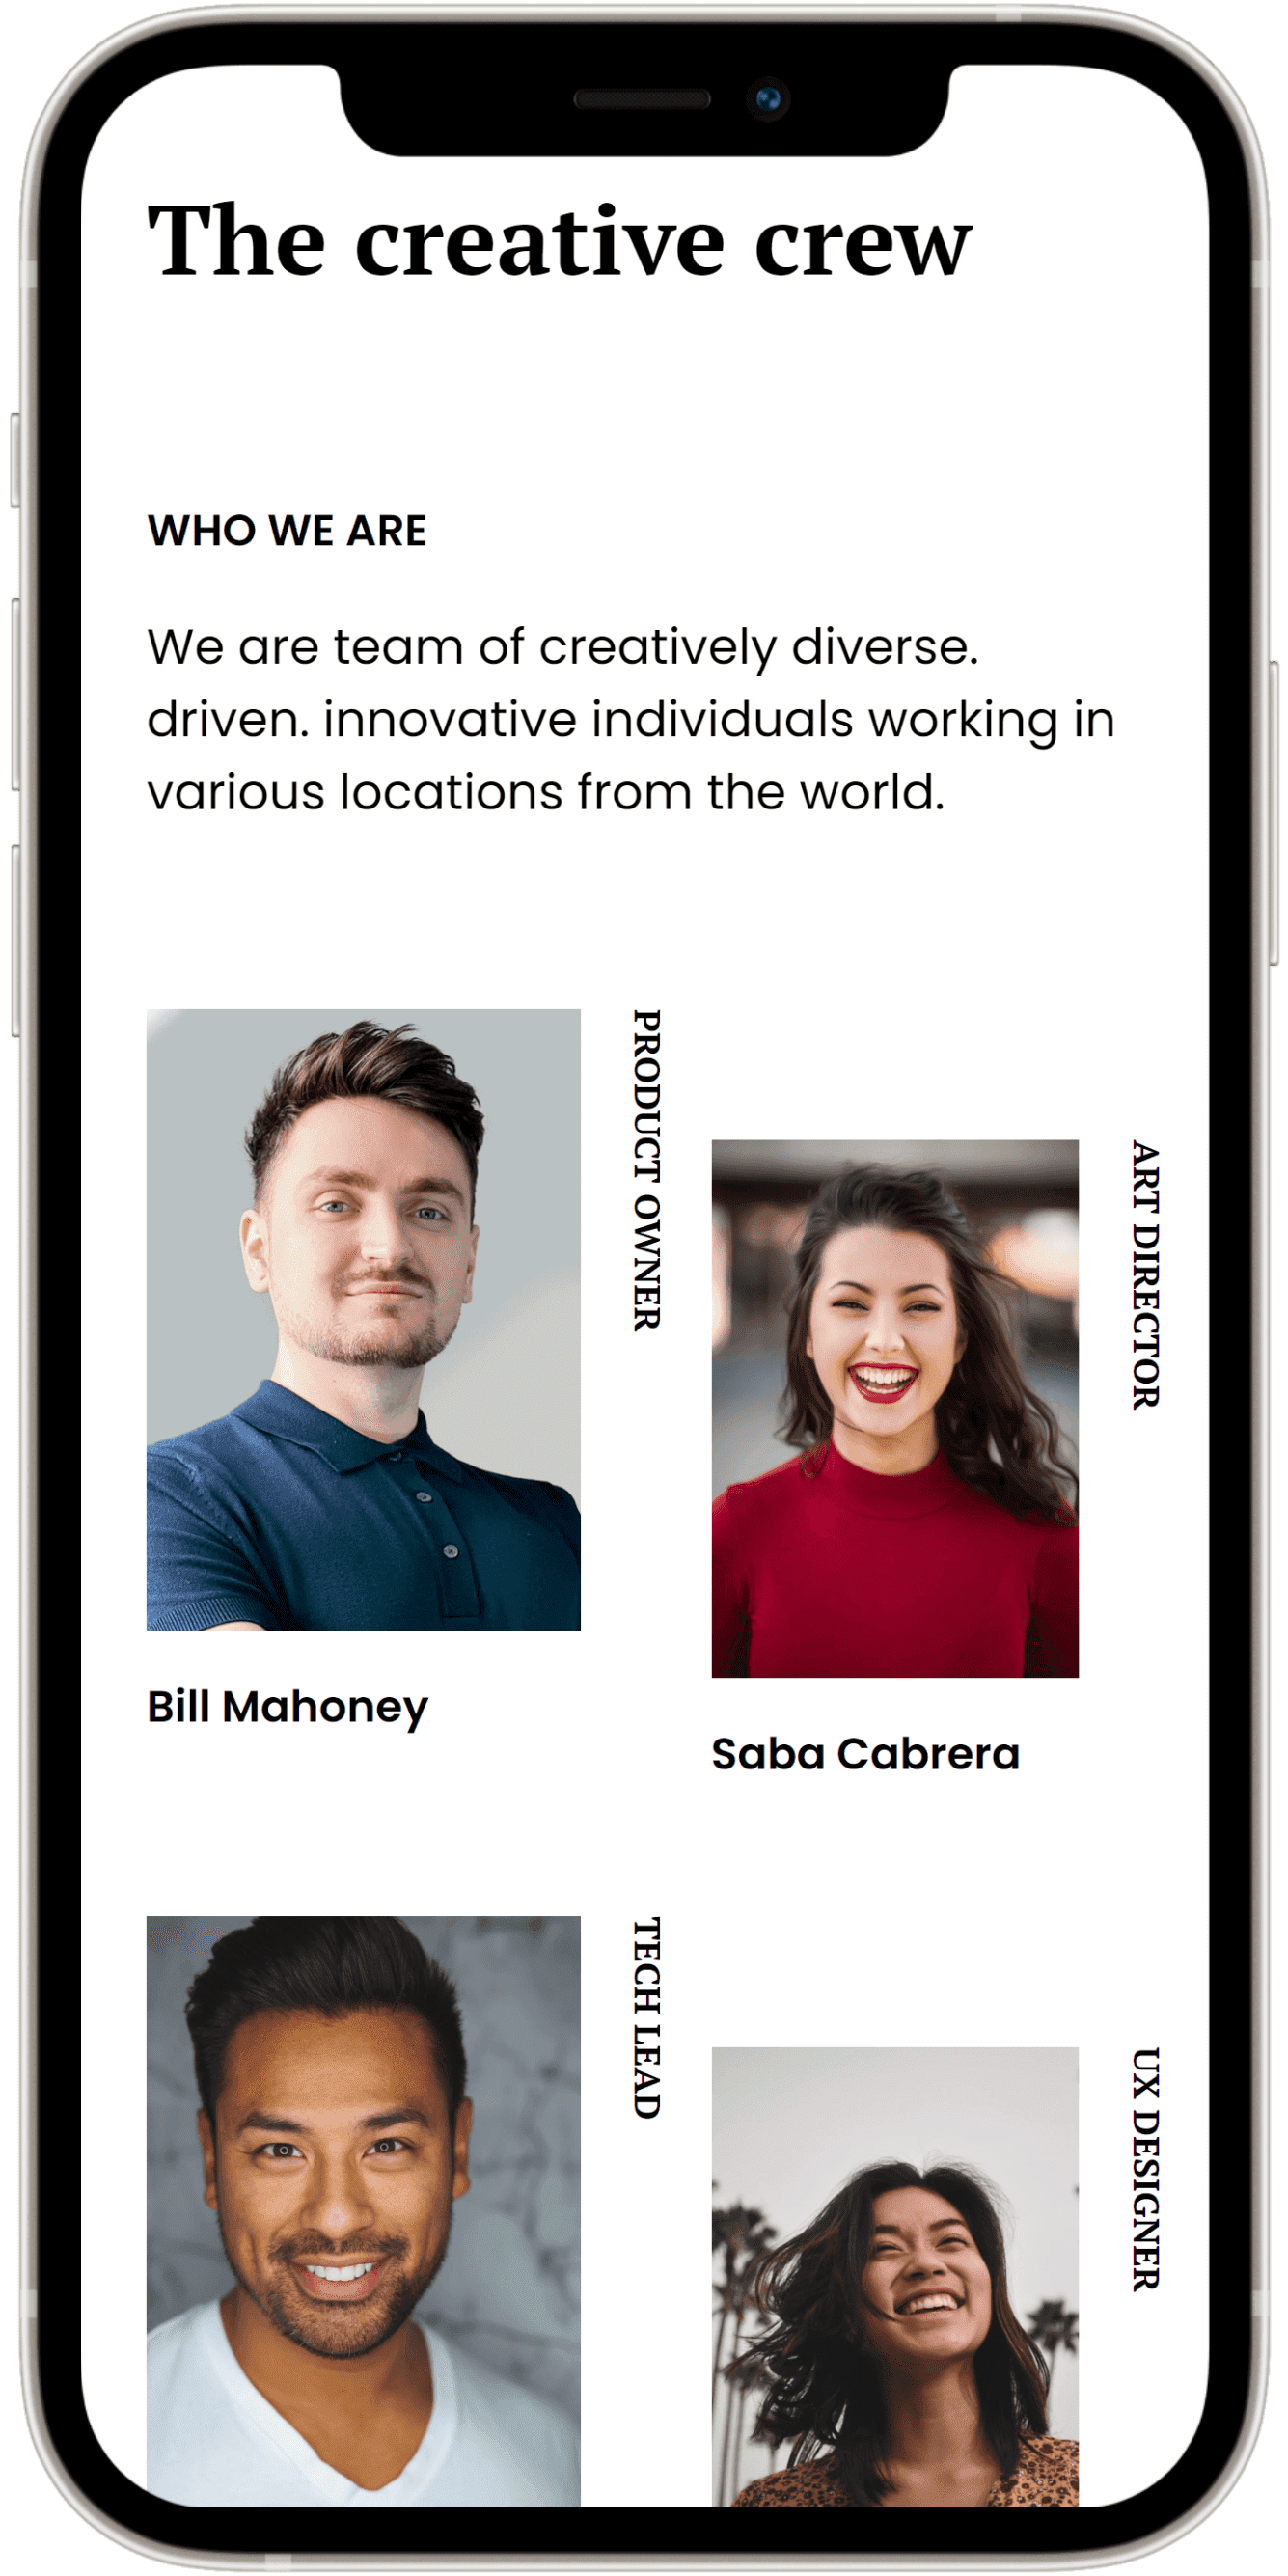 The creative crew
WHO WE ARE
We are team of creatively diverse.
driven. innovative individuals working in
various locations from the world.
PRODUCT OWNER
Bill Mahoney
ART DIRECTOR
Saba Cabrera
TECH LEAD
UX DESIGNER